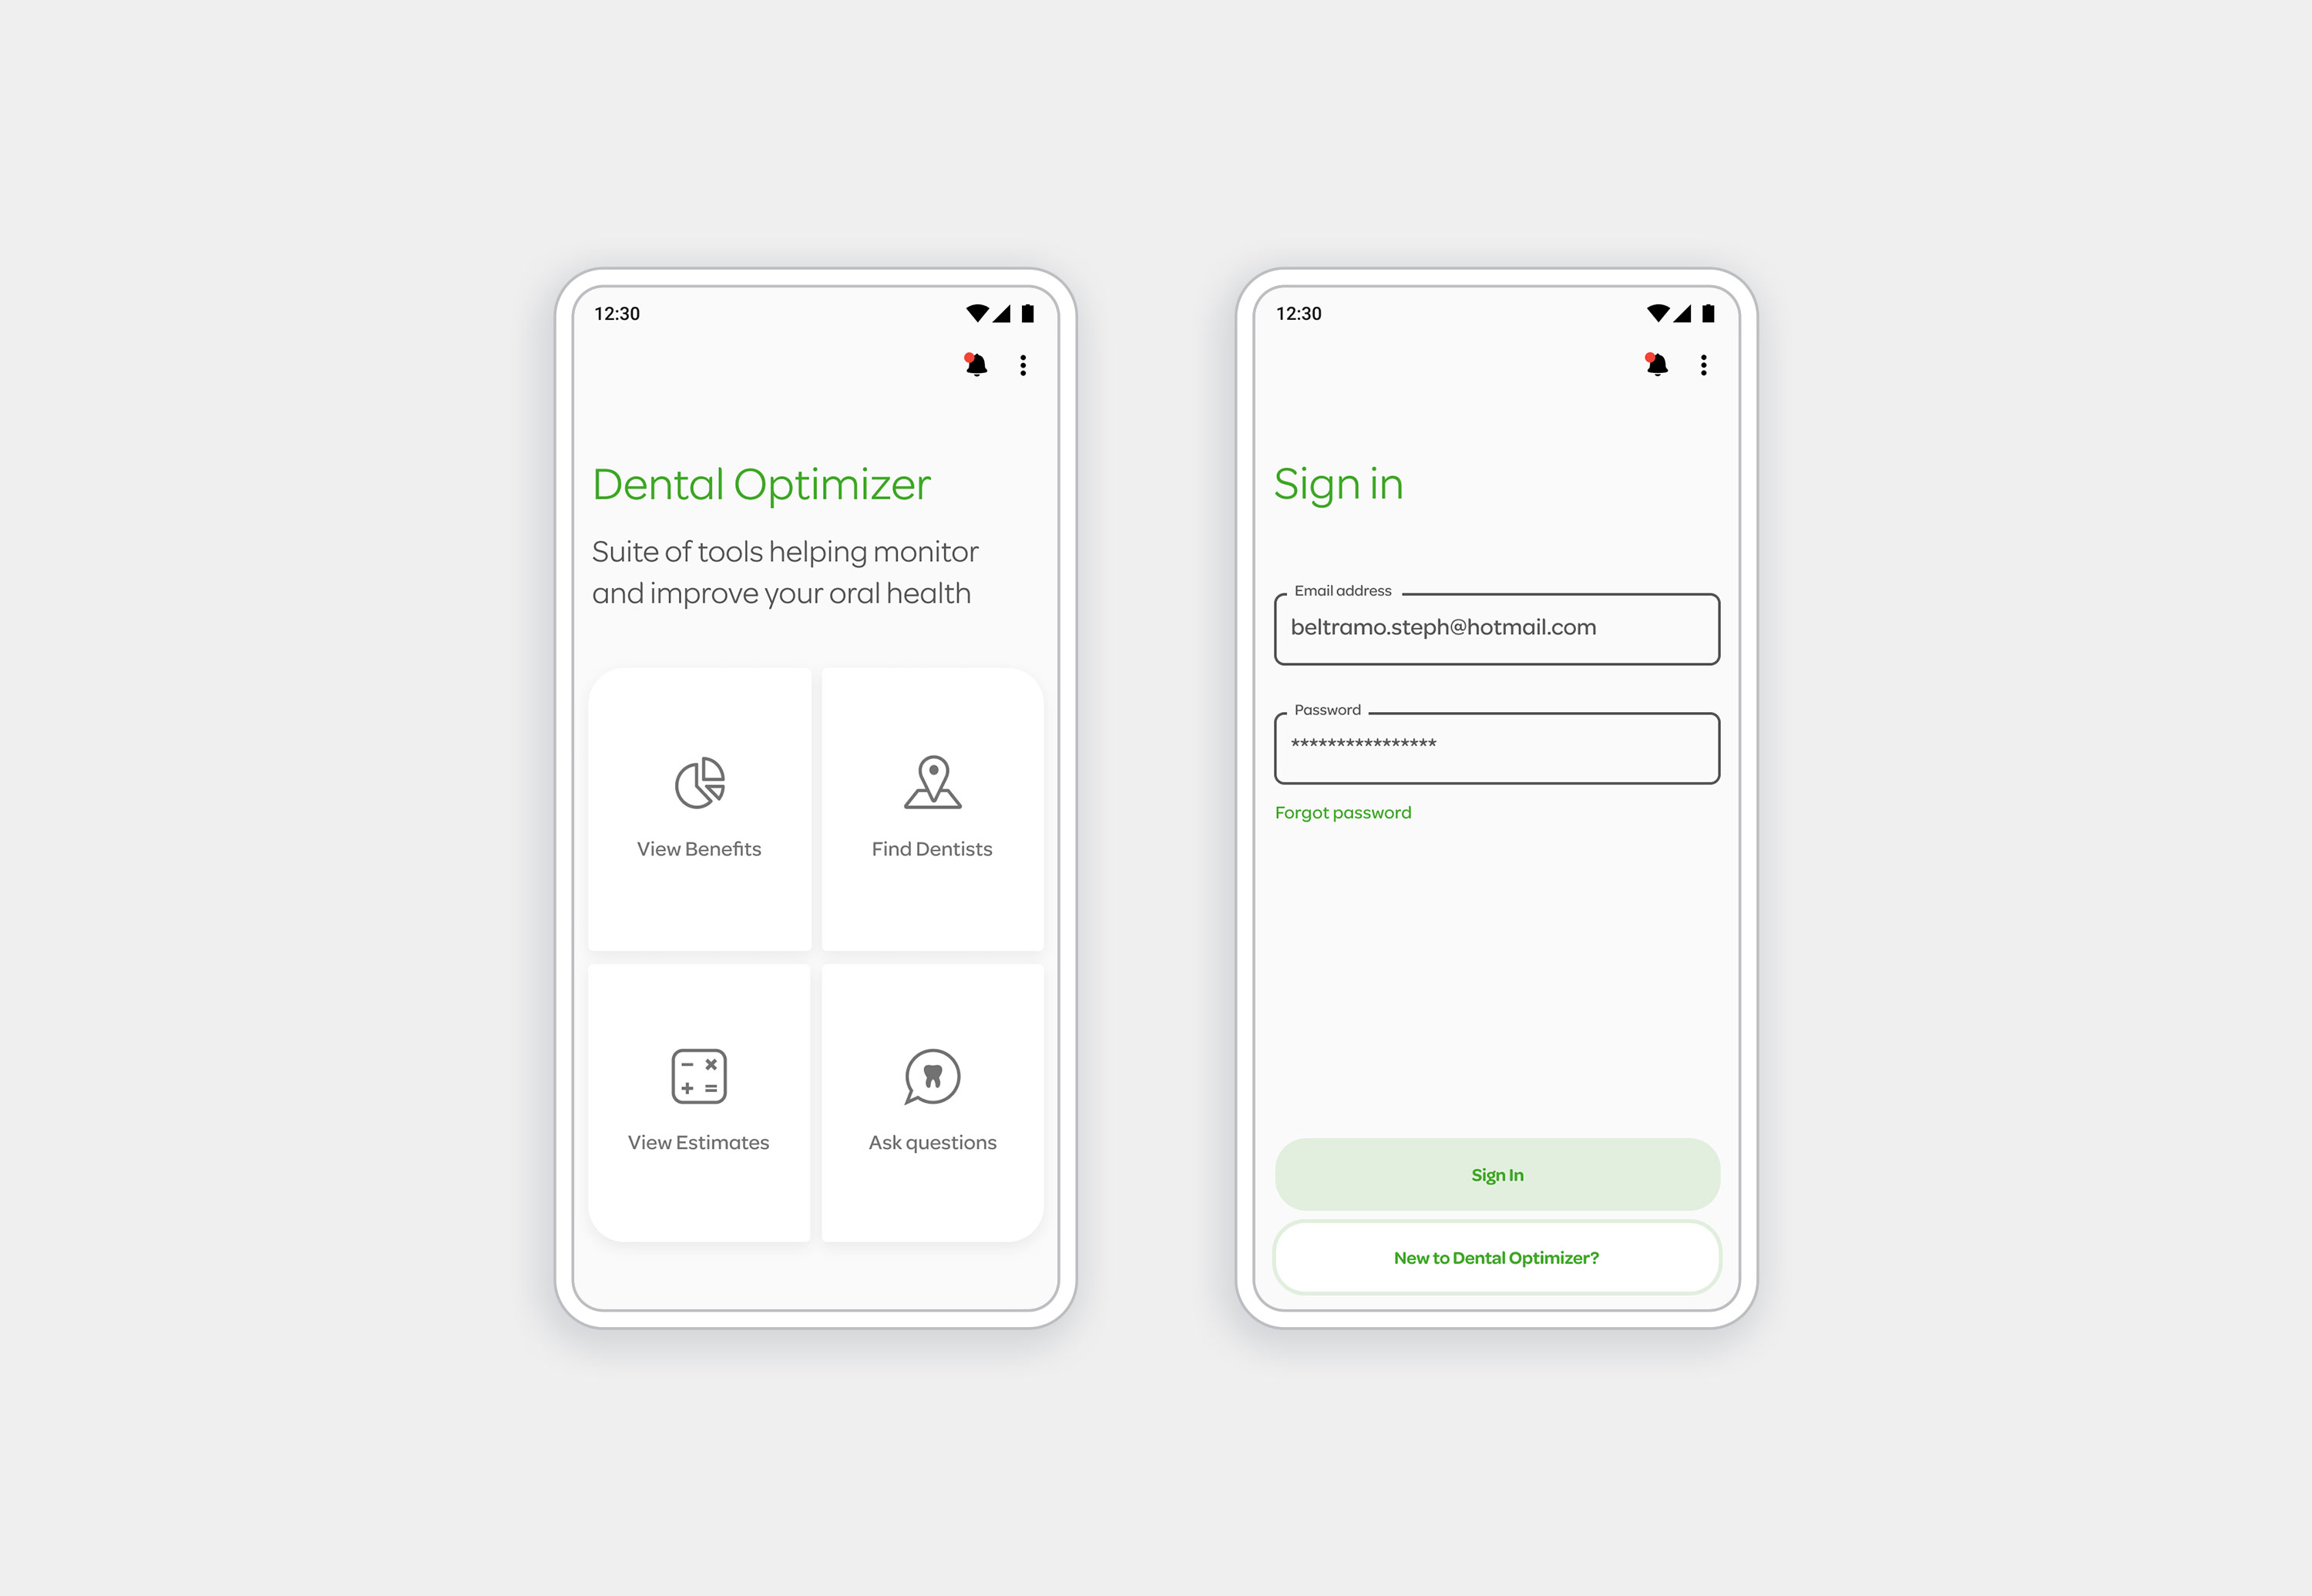 12:30
Dental Optimizer
Suite of tools helping monitor
and improve your oral health
View Benefits
Find Dentists
View Estimates
Ask questions
12:30
Sign in
Email address
beltramo.steph@hotmail.com
Password
****************
Forgot password
Sign In
New to Dental Optimizer?